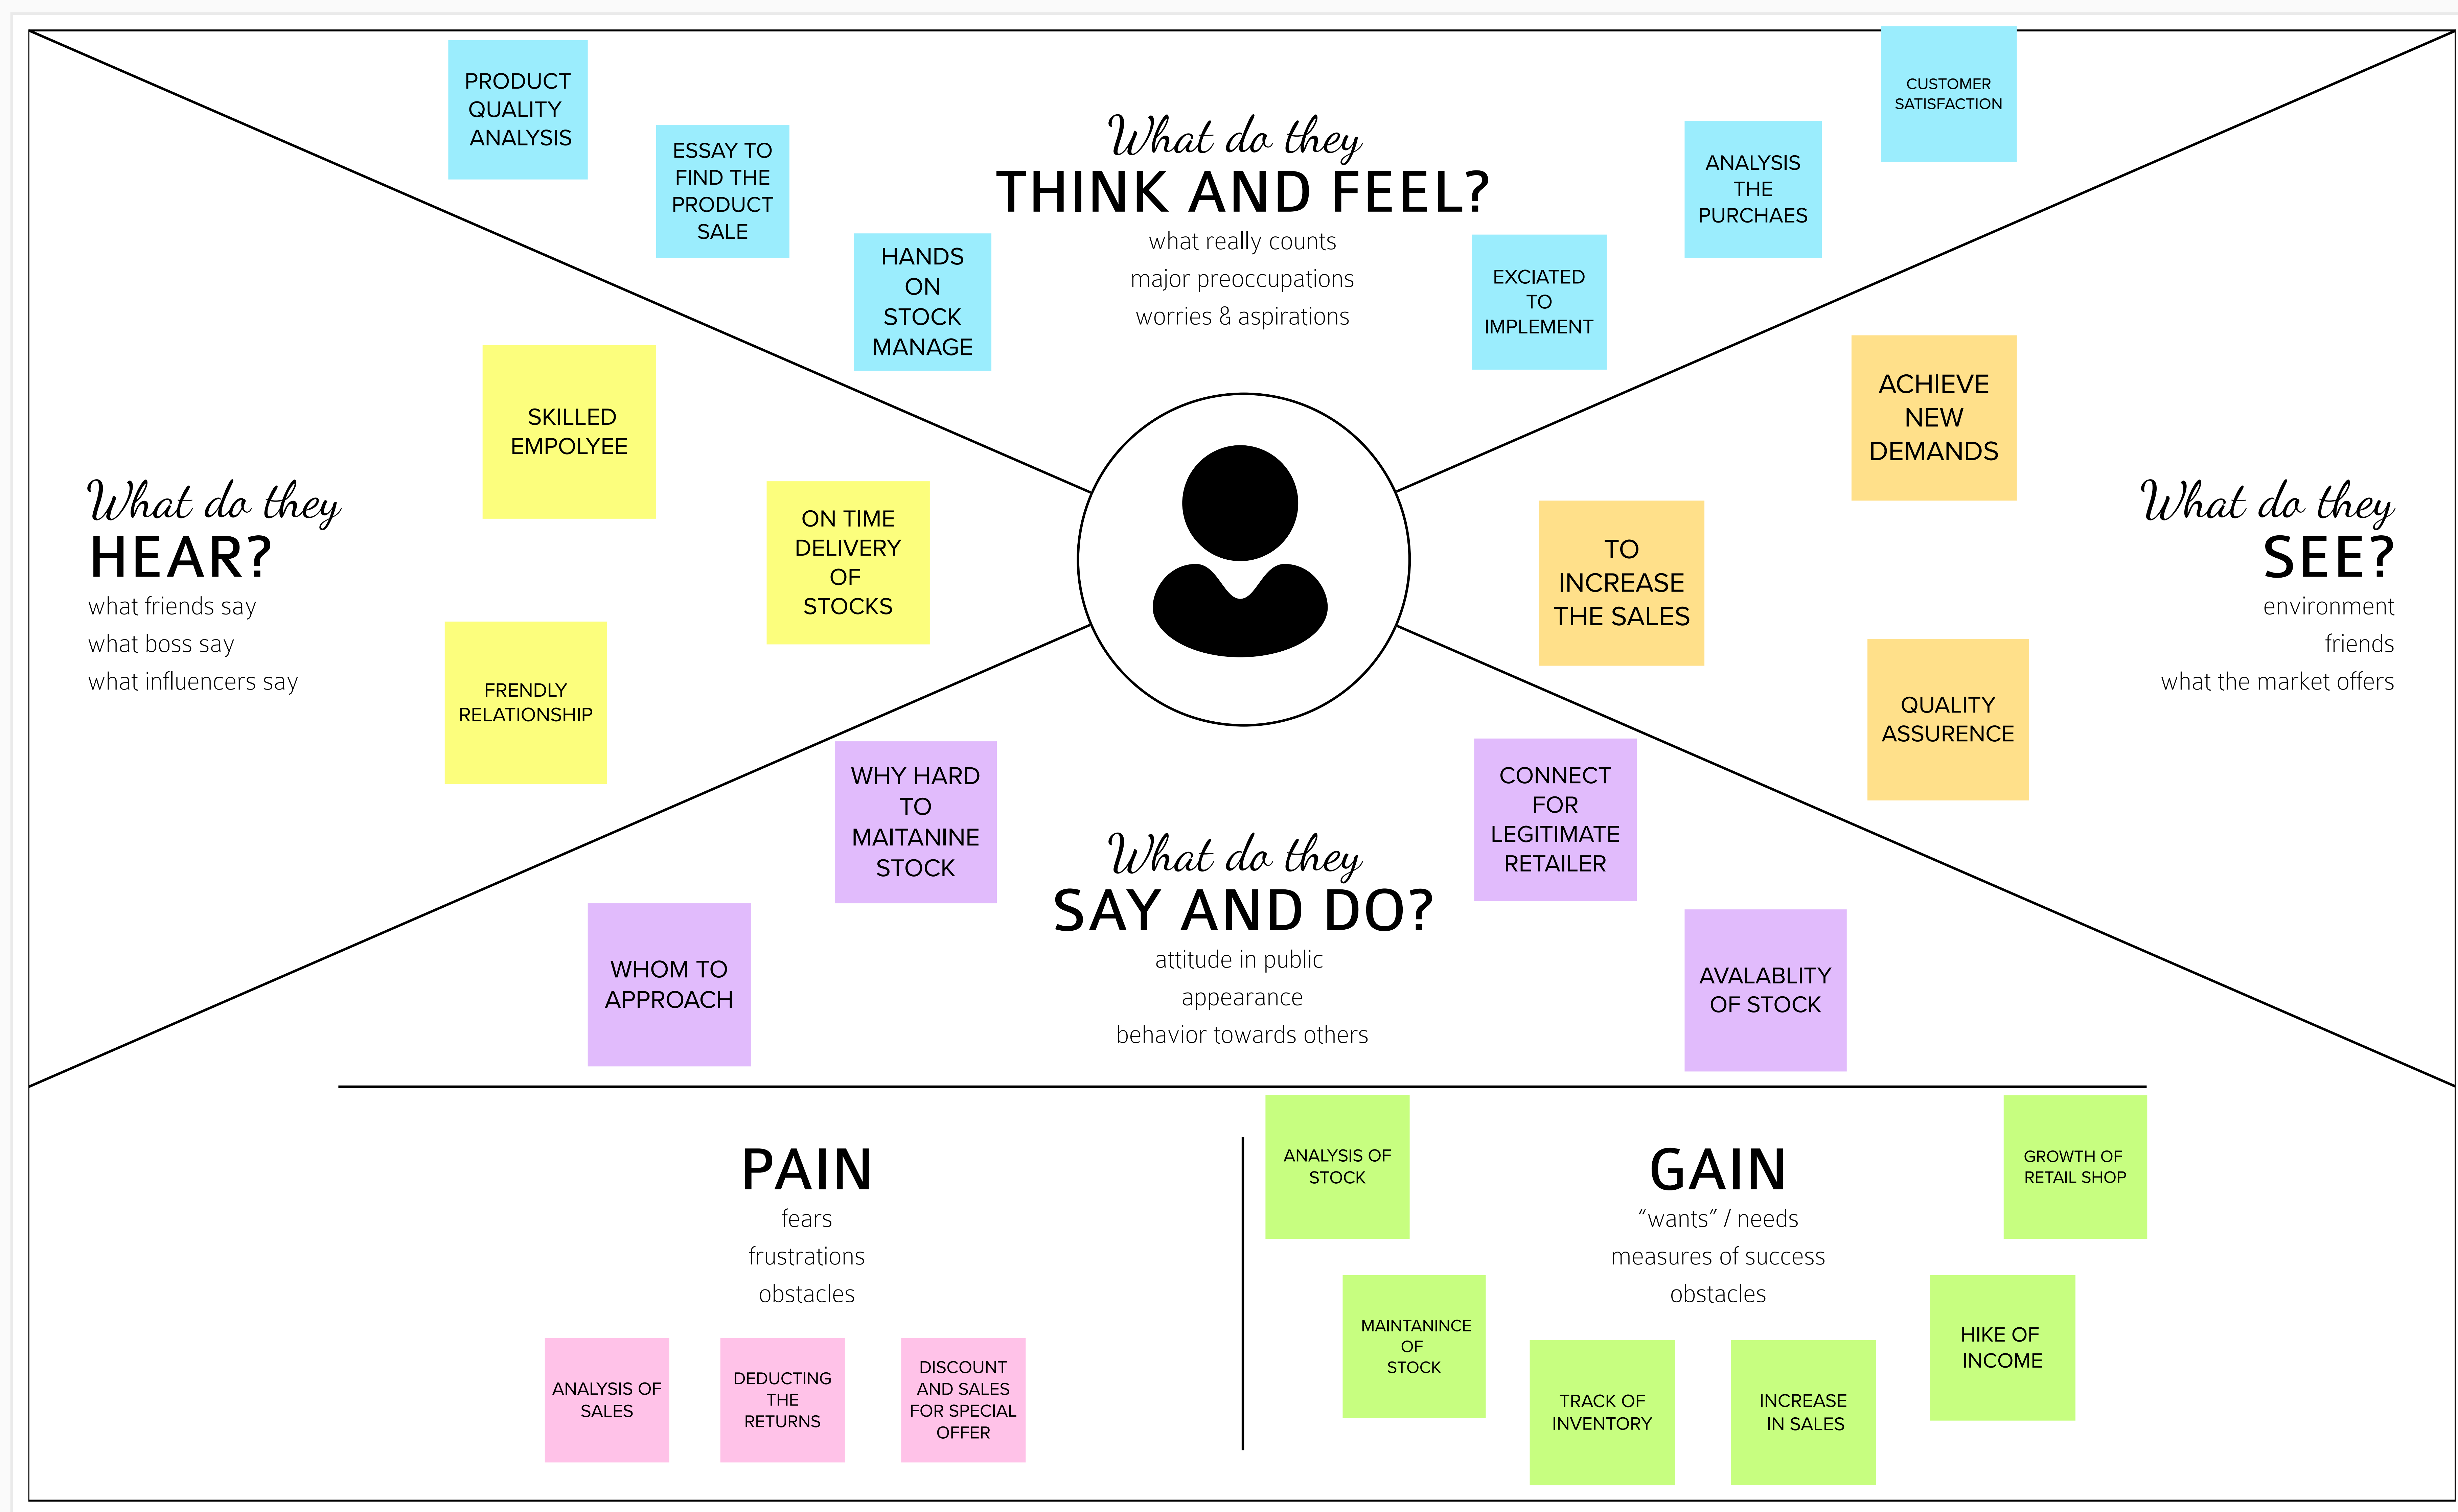 PRODUCT
QUALITY
ANALYSIS
ESSAY TO
FIND THE
PRODUCT
SALE
HANDS
ON
STOCK
MANAGE
What do they
THINK AND FEEL?
what really counts
major preoccupations
worries & aspirations
EXCIATED
TO
IMPLEMENT
ANALYSIS
THE
PURCHAES
CUSTOMER
SATISFACTION
What do they
HEAR?
what friends say
what boss say
what influencers say
SKILLED
EMPOLYEE
ON TIME
DELIVERY
OF
STOCKS
FRENDLY
RELATIONSHIP
ACHIEVE
NEW
DEMANDS
TO
INCREASE
THE SALES
QUALITY
ASSURENCE
What do they
SEE?
environment
friends
what the market offers
WHY HARD
TO
MAITANINE
STOCK
WHOM TO
APPROACH
What do they
SAY AND DO?
attitude in public
appearance
behavior towards others
CONNECT
FOR
LEGITIMATE
RETAILER
AVALABLITY
OF STOCK
PAIN
fears
frustrations
obstacles
ANALYSIS OF
SALES
DEDUCTING
THE
RETURNS
DISCOUNT
AND SALES
FOR SPECIAL
OFFER
GAIN
“wants” / needs
measures of success
obstacles
ANALYSIS OF
STOCK
MAINTANINCE
OF
STOCK
TRACK OF
INVENTORY
INCREASE
IN SALES
HIKE OF
INCOME
GROWTH OF
RETAIL SHOP